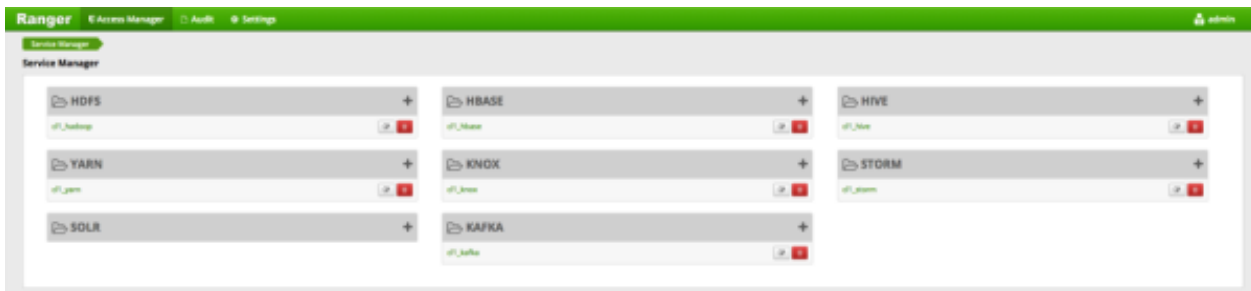 Ranger Access Manager Audit Settings admin
Service Manager
Service Manager
HDFS + HBASE + HIVE +
cl1_hadoop cl1_hbase cl1_hive
YARN + KNOX + STORM +
cl1_yarn cl1_knox cl1_storm
SOLR + KAFKA +
cl1_kafka